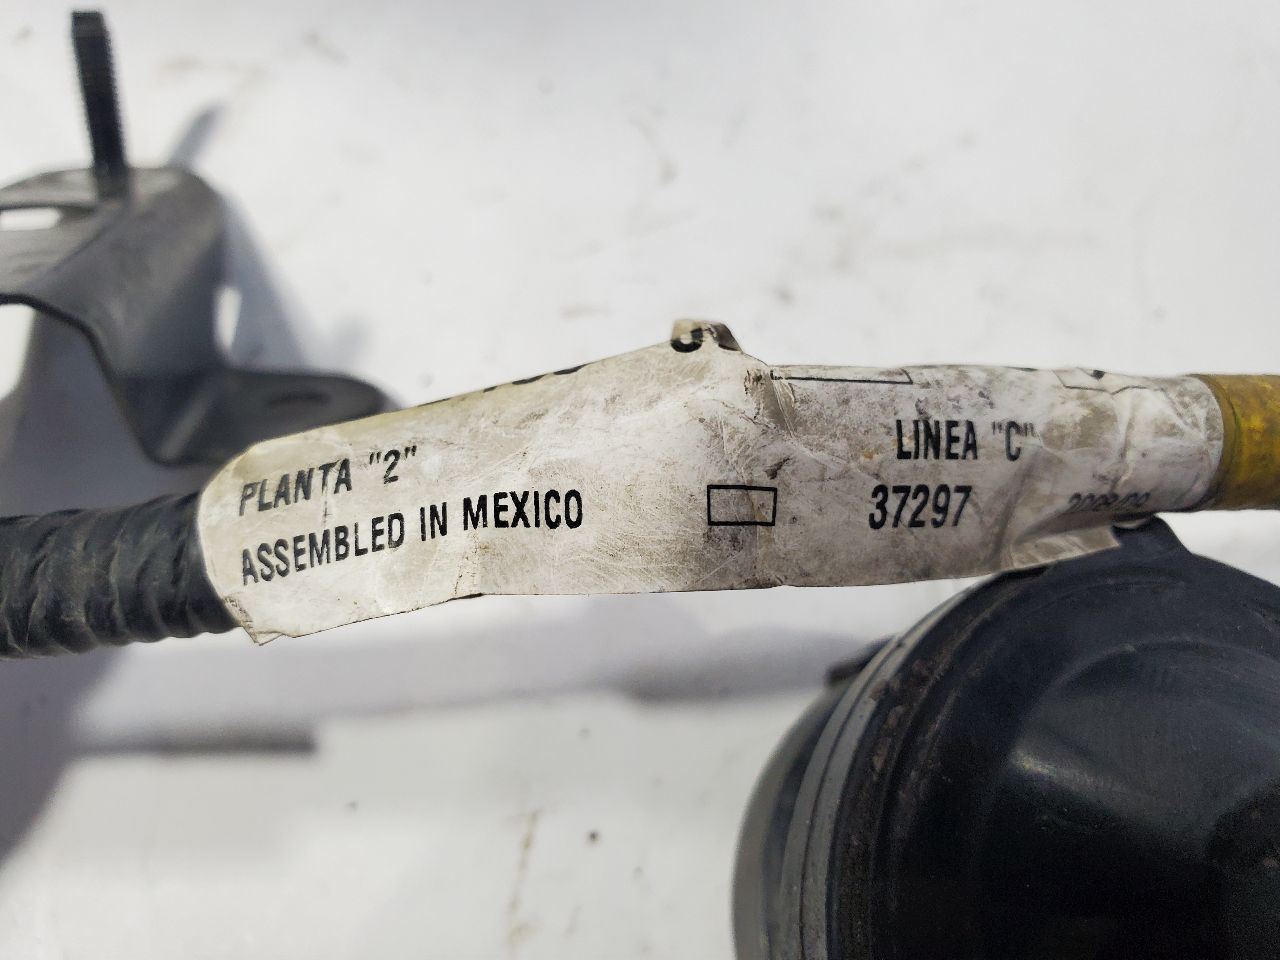 PLANTA "2"
ASSEMBLED IN MEXICO
LINEA "C"
37297